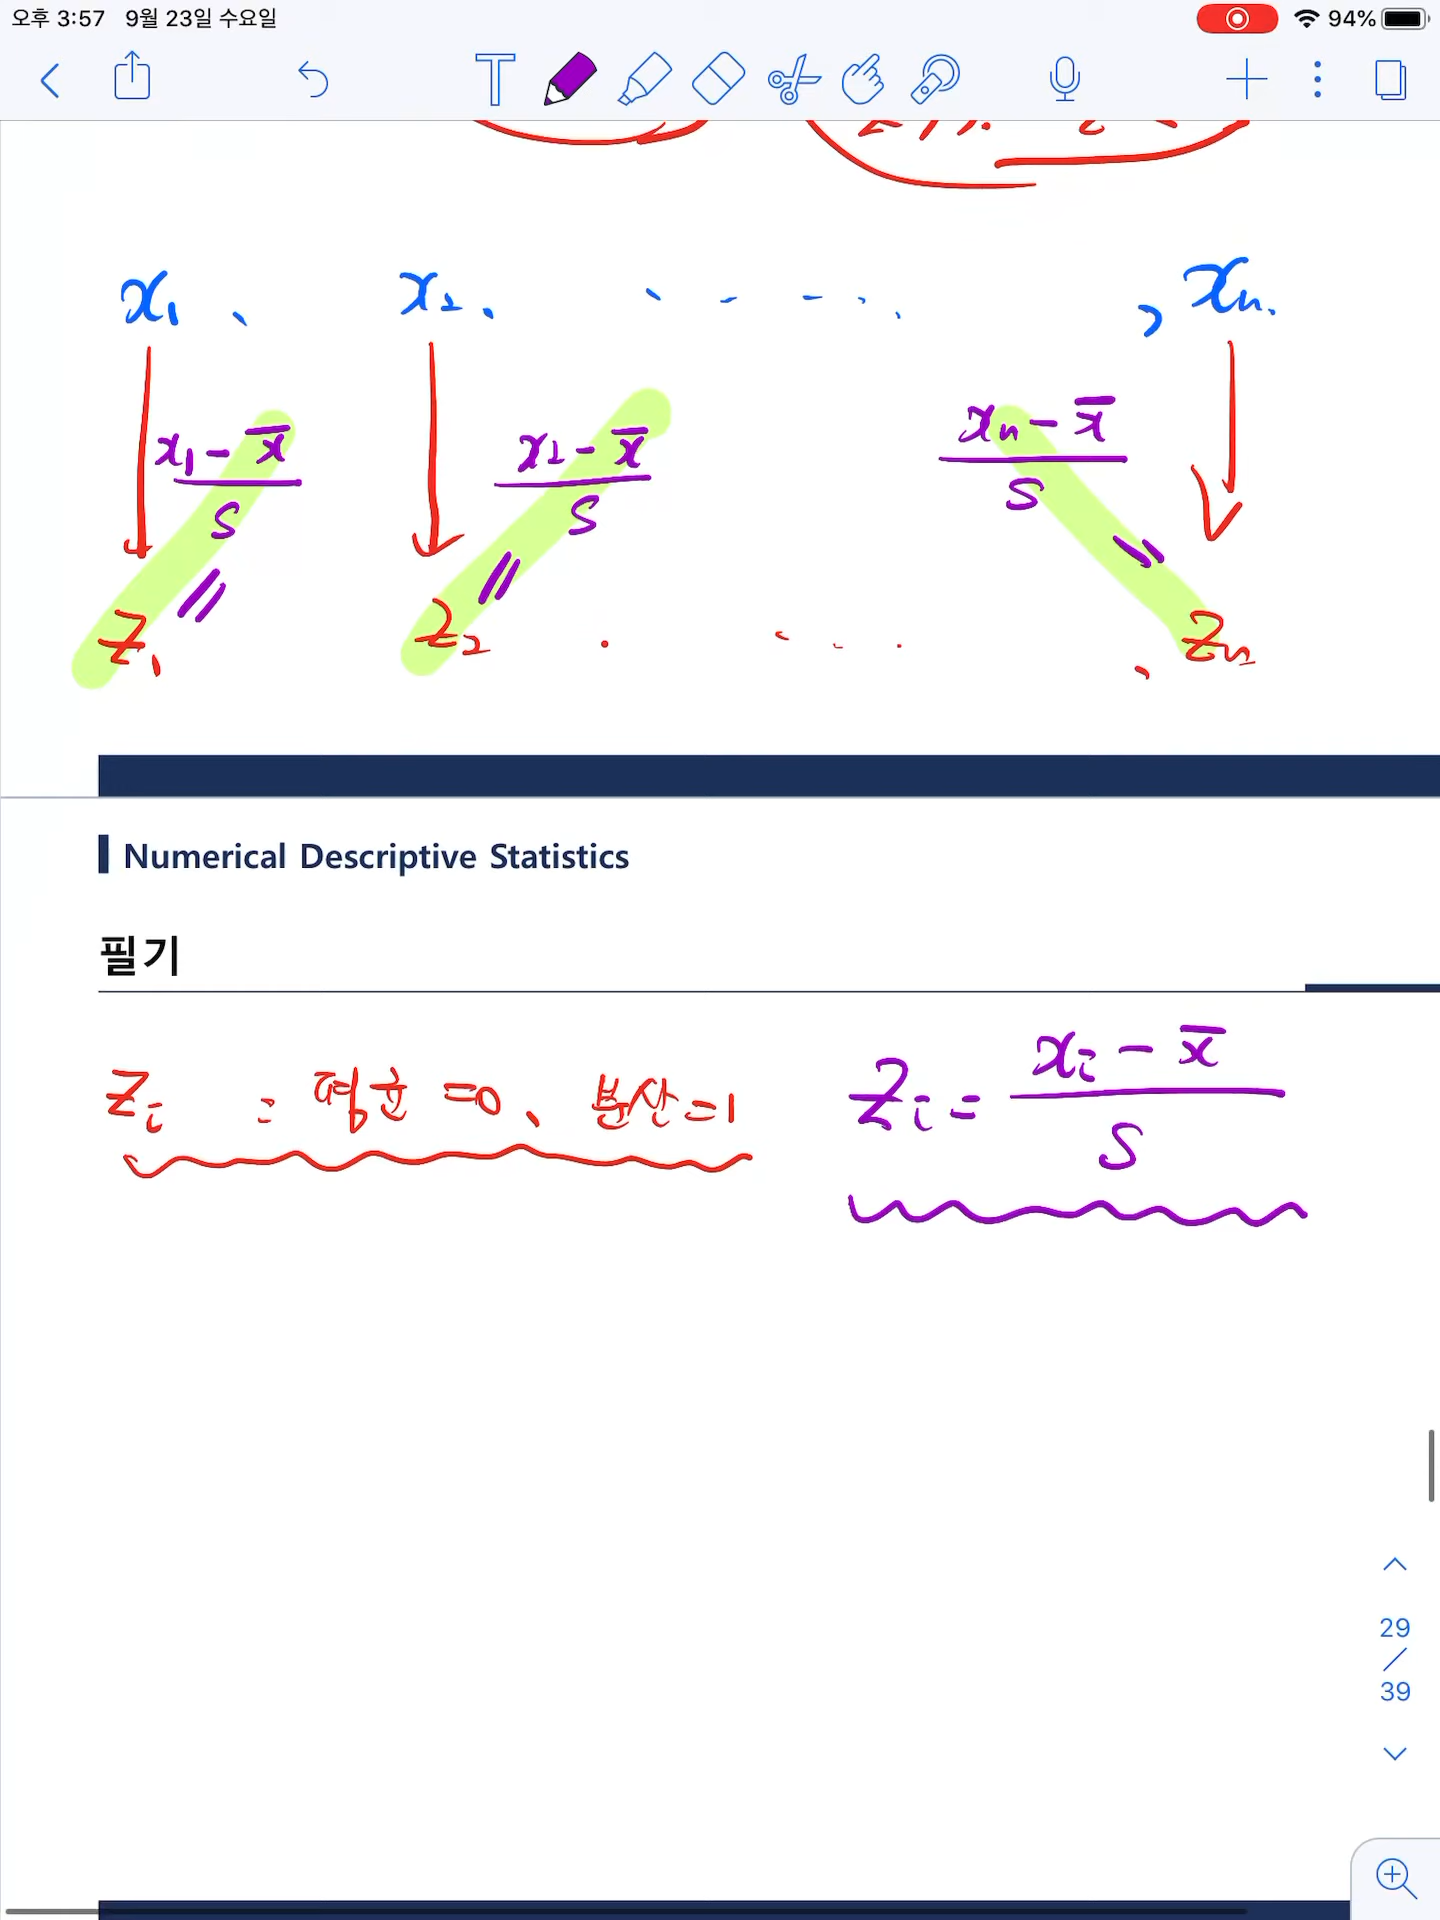 오후 3:57 9월 23일 수요일 94%
x₁ , x₂ , . . . . . , xₙ.
(x₁ - x̄)/s (x₂ - x̄)/s (xₙ - x̄)/s
= = =
Z₁ , Z₂ . . . . . , Zₙ
Numerical Descriptive Statistics
필기
Zᵢ : 평균 =0 , 분산=1 Zᵢ = (xᵢ - x̄)/S
29
/
39